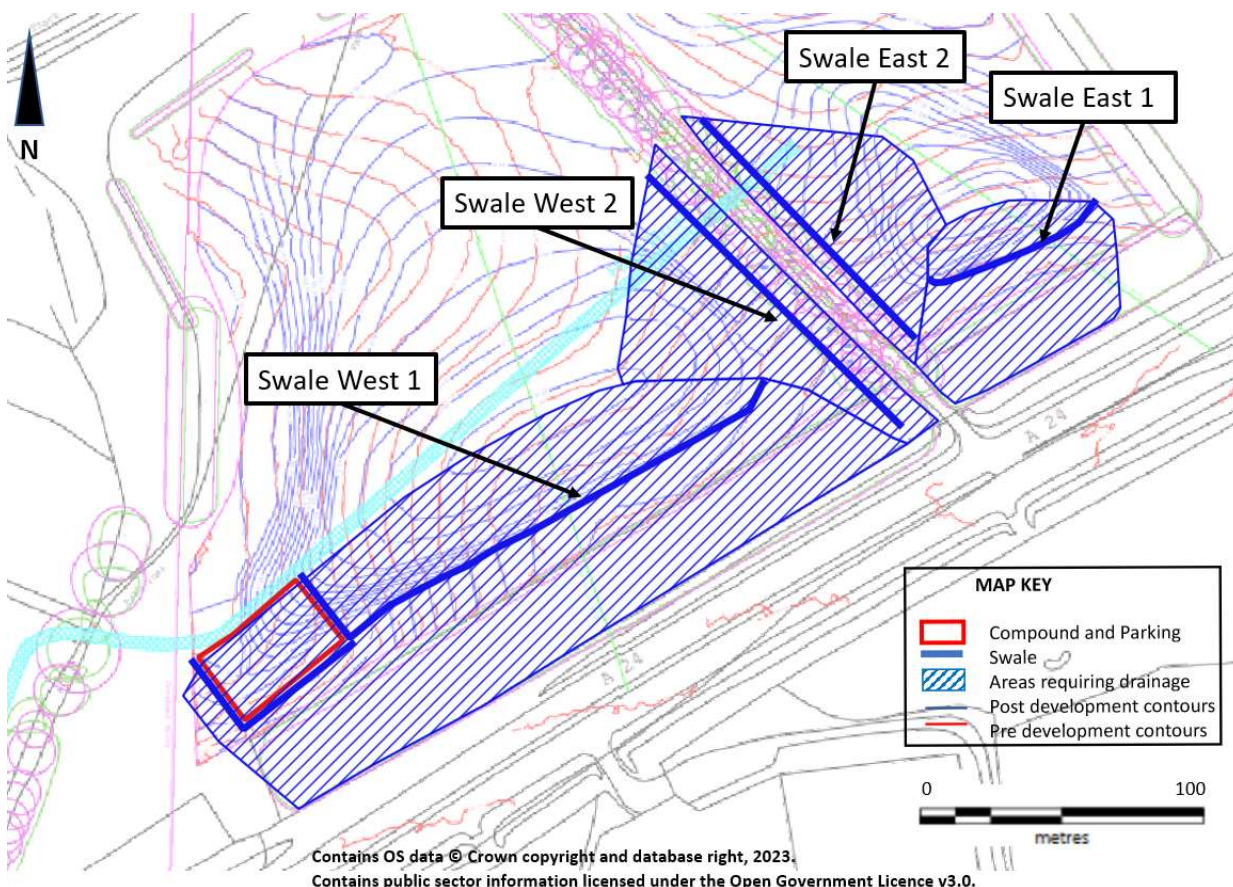 N
Swale East 2
Swale East 1
Swale West 2
Swale West 1
A 24
A 24
MAP KEY
Compound and Parking
Swale
Areas requiring drainage
Post development contours
Pre development contours
0 100
metres
Contains OS data © Crown copyright and database right, 2023.
Contains public sector information licensed under the Open Government Licence v3.0.